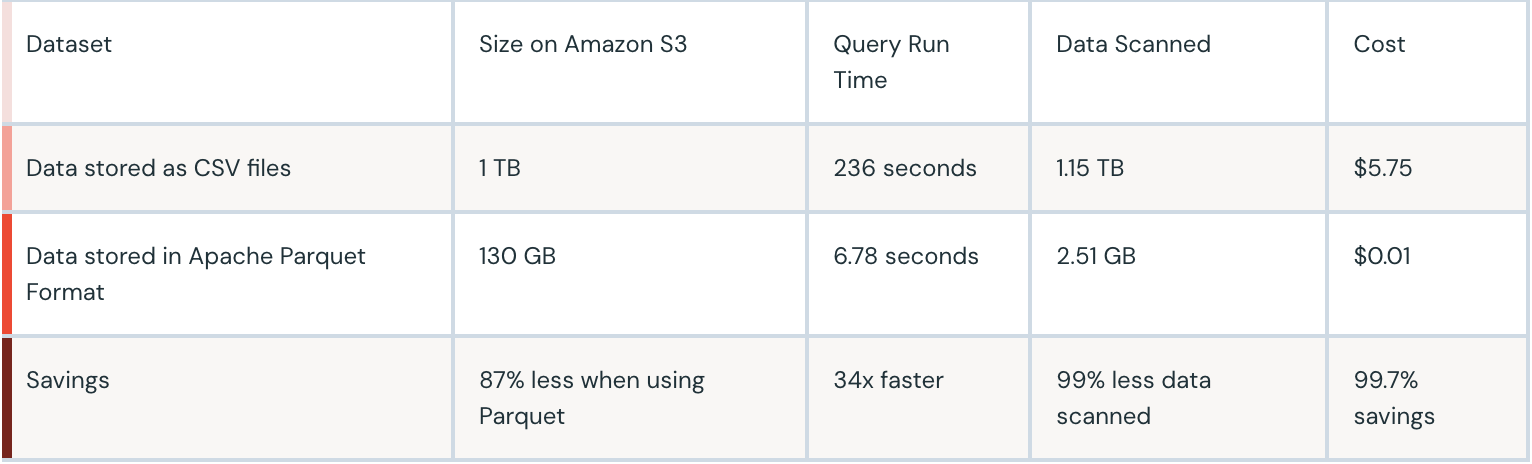 Dataset
Size on Amazon S3
Query Run
Time
Data Scanned
Cost
Data stored as CSV files
1 TB
236 seconds
1.15 TB
$5.75
Data stored in Apache Parquet
Format
130 GB
6.78 seconds
2.51 GB
$0.01
Savings
87% less when using
Parquet
34x faster
99% less data
scanned
99.7%
savings